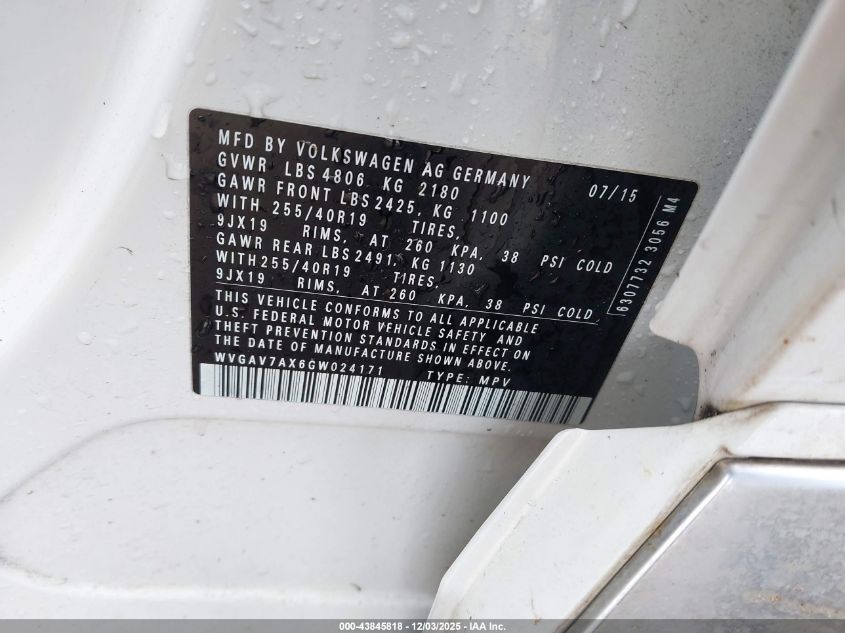 MFD BY VOLKSWAGEN AG GERMANY 07/15
GVWR LBS 4806 KG 2180
GAWR FRONT LBS 2425, KG 1100
WITH 255/40R19 TIRES,
9JX19 RIMS, AT 260 KPA, 38 PSI COLD
GAWR REAR LBS 2491, KG 1130
WITH 255/40R19 TIRES,
9JX19 RIMS, AT 260 KPA, 38 PSI COLD
THIS VEHICLE CONFORMS TO ALL APPLICABLE
U.S. FEDERAL MOTOR VEHICLE SAFETY AND
THEFT PREVENTION STANDARDS IN EFFECT ON
THE DATE OF MANUFACTURE SHOWN ABOVE.
WVGAV7AX6GW024171 TYPE: MPV
6307732 3056 M4
000-43845818 - 12/03/2025 - IAA Inc.